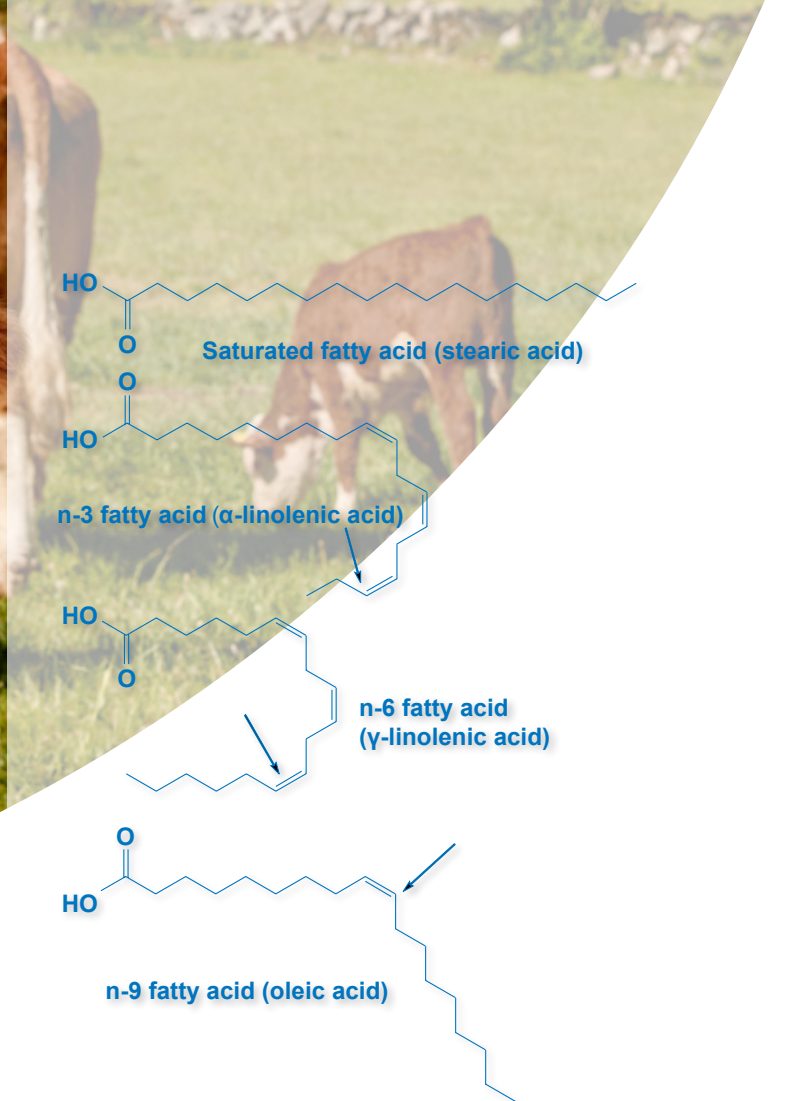 HO
O
Saturated fatty acid (stearic acid)
O
HO
n-3 fatty acid (α-linolenic acid)
HO
O
n-6 fatty acid
(γ-linolenic acid)
O
HO
n-9 fatty acid (oleic acid)